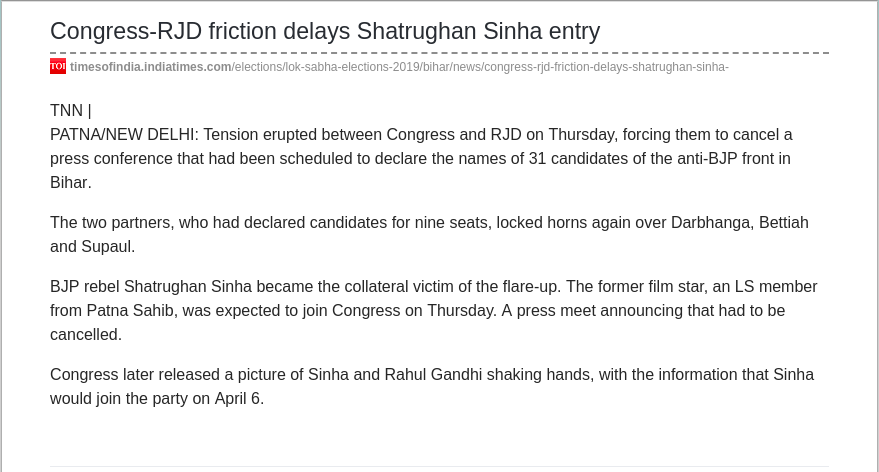 Congress-RJD friction delays Shatrughan Sinha entry
TOI timesofindia.indiatimes.com/elections/lok-sabha-elections-2019/bihar/news/congress-rjd-friction-delays-shatrughan-sinha-
TNN |
PATNA/NEW DELHI: Tension erupted between Congress and RJD on Thursday, forcing them to cancel a
press conference that had been scheduled to declare the names of 31 candidates of the anti-BJP front in
Bihar.
The two partners, who had declared candidates for nine seats, locked horns again over Darbhanga, Bettiah
and Supaul.
BJP rebel Shatrughan Sinha became the collateral victim of the flare-up. The former film star, an LS member
from Patna Sahib, was expected to join Congress on Thursday. A press meet announcing that had to be
cancelled.
Congress later released a picture of Sinha and Rahul Gandhi shaking hands, with the information that Sinha
would join the party on April 6.